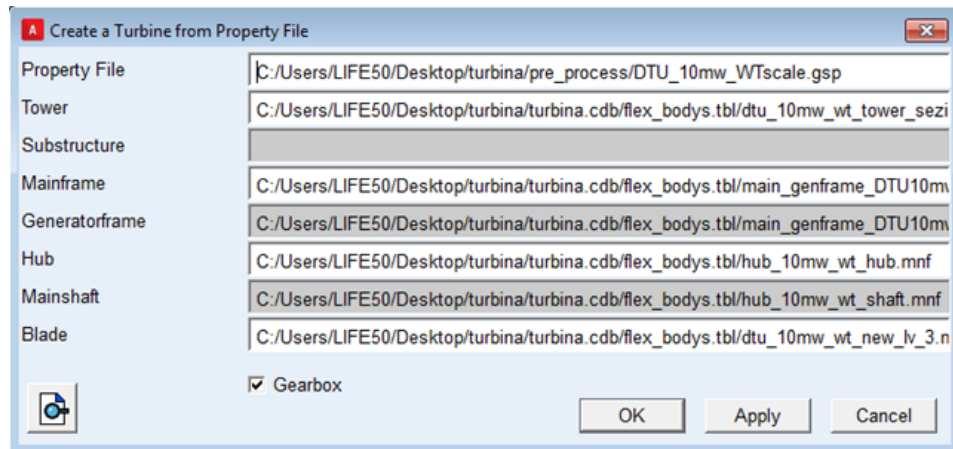 A Create a Turbine from Property File
Property File C:/Users/LIFE50/Desktop/turbina/pre_process/DTU_10mw_WTscale.gsp
Tower C:/Users/LIFE50/Desktop/turbina/turbina.cdb/flex_bodys.tbl/dtu_10mw_wt_tower_sezi
Substructure
Mainframe C:/Users/LIFE50/Desktop/turbina/turbina.cdb/flex_bodys.tbl/main_genframe_DTU10mw
Generatorframe C:/Users/LIFE50/Desktop/turbina/turbina.cdb/flex_bodys.tbl/main_genframe_DTU10mw
Hub C:/Users/LIFE50/Desktop/turbina/turbina.cdb/flex_bodys.tbl/hub_10mw_wt_hub.mnf
Mainshaft C:/Users/LIFE50/Desktop/turbina/turbina.cdb/flex_bodys.tbl/hub_10mw_wt_shaft.mnf
Blade C:/Users/LIFE50/Desktop/turbina/turbina.cdb/flex_bodys.tbl/dtu_10mw_wt_new_lv_3.n
Gearbox
OK Apply Cancel